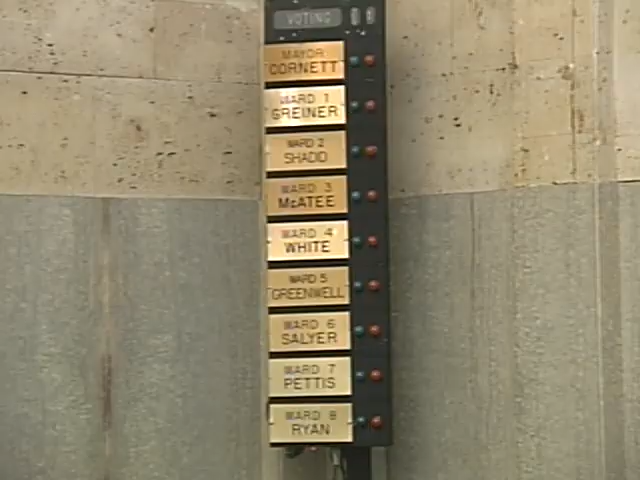 VOTING
MAYOR
CORNETT
WARD 1
GREINER
WARD 2
SHADID
WARD 3
McATEE
WARD 4
WHITE
WARD 5
GREENWELL
WARD 6
SALYER
WARD 7
PETTIS
WARD 8
RYAN